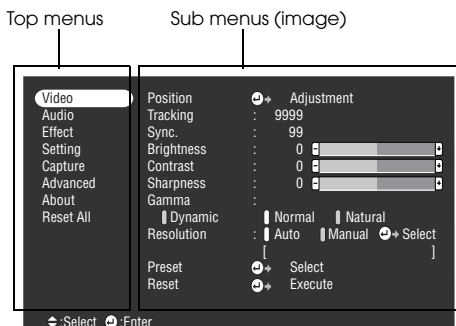 Top menus Sub menus (image)
Video Position Adjustment
Audio Tracking : 9999
Effect Sync. : 99
Setting Brightness : 0 - +
Capture Contrast : 0 - +
Advanced Sharpness : 0 - +
About Gamma :
Reset All Dynamic Normal Natural
Resolution : Auto Manual Select
[ ]
Preset Select
Reset Execute
:Select :Enter